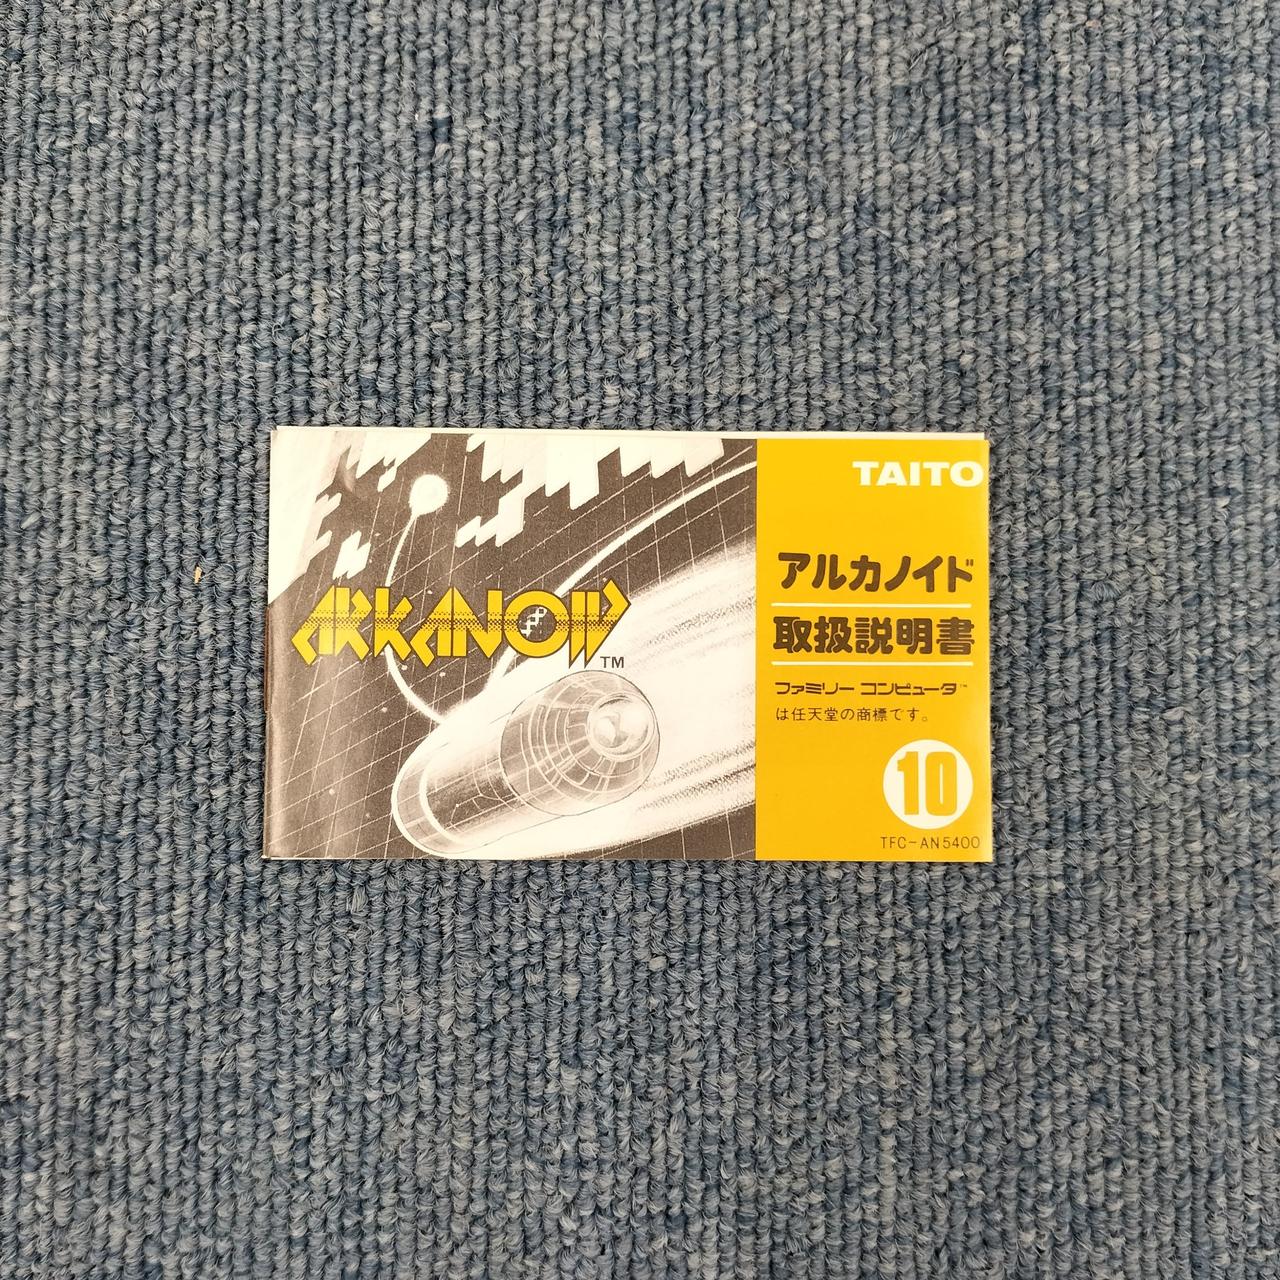 ARKANOID
TM
TAITO
アルカノイド
取扱説明書
ファミリー コンピュータ™
は任天堂の商標です。
10
TFC-AN5400